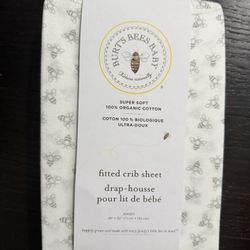 BURT'S BEES BABY
SUPER SOFT
100% ORGANIC COTTON
COTON 100 % BIOLOGIQUE
ULTRA-DOUX
fitted crib sheet
drap-housse
pour lit de bébé